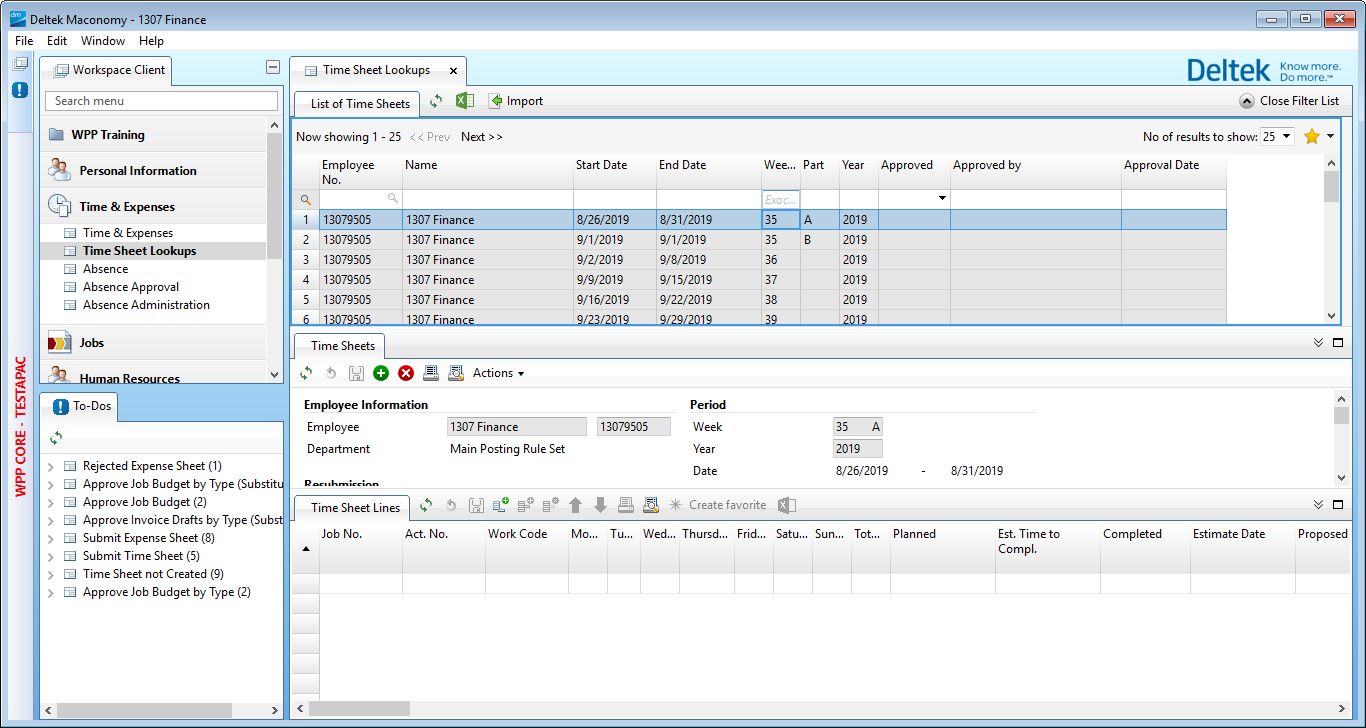 dm Deltek Maconomy - 1307 Finance
File Edit Window Help
WPP CORE - TESTAPAC
Workspace Client
Search menu
WPP Training
Personal Information
Time & Expenses
Time & Expenses
Time Sheet Lookups
Absence
Absence Approval
Absence Administration
Jobs
Human Resources
To-Dos
Rejected Expense Sheet (1)
Approve Job Budget by Type (Substitu
Approve Job Budget (2)
Approve Invoice Drafts by Type (Subst
Submit Expense Sheet (8)
Submit Time Sheet (5)
Time Sheet not Created (9)
Approve Job Budget by Type (2)
Time Sheet Lookups
Deltek Know more. Do more.™
List of Time Sheets Import Close Filter List
Now showing 1 - 25 << Prev Next >> No of results to show: 25
Employee No. Name Start Date End Date Wee... Part Year Approved Approved by Approval Date
Exac...
1 13079505 1307 Finance 8/26/2019 8/31/2019 35 A 2019
2 13079505 1307 Finance 9/1/2019 9/1/2019 35 B 2019
3 13079505 1307 Finance 9/2/2019 9/8/2019 36 2019
4 13079505 1307 Finance 9/9/2019 9/15/2019 37 2019
5 13079505 1307 Finance 9/16/2019 9/22/2019 38 2019
6 13079505 1307 Finance 9/23/2019 9/29/2019 39 2019
Time Sheets
Actions
Employee Information Period
Employee 1307 Finance 13079505 Week 35 A
Department Main Posting Rule Set Year 2019
Date 8/26/2019 - 8/31/2019
Resubmission
Time Sheet Lines Create favorite
Job No. Act. No. Work Code Mo... Tu... Wed... Thursd... Frid... Satu... Sun... Tot... Planned Est. Time to Compl. Completed Estimate Date Proposed